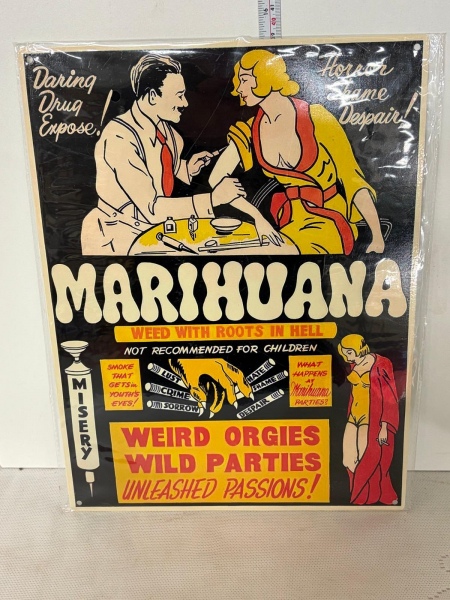 Daring
Drug
Expose!
Horror
Shame
Despair!
MARIHUANA
WEED WITH ROOTS IN HELL
NOT RECOMMENDED FOR CHILDREN
SMOKE
THAT
GETS in
YOUTH'S
EYES!
LUST
CRIME
SORROW
HATE
SHAME
DESPAIR
WHAT
HAPPENS
at
Marihuana
PARTIES?
MISERY
WEIRD ORGIES
WILD PARTIES
UNLEASHED PASSIONS!